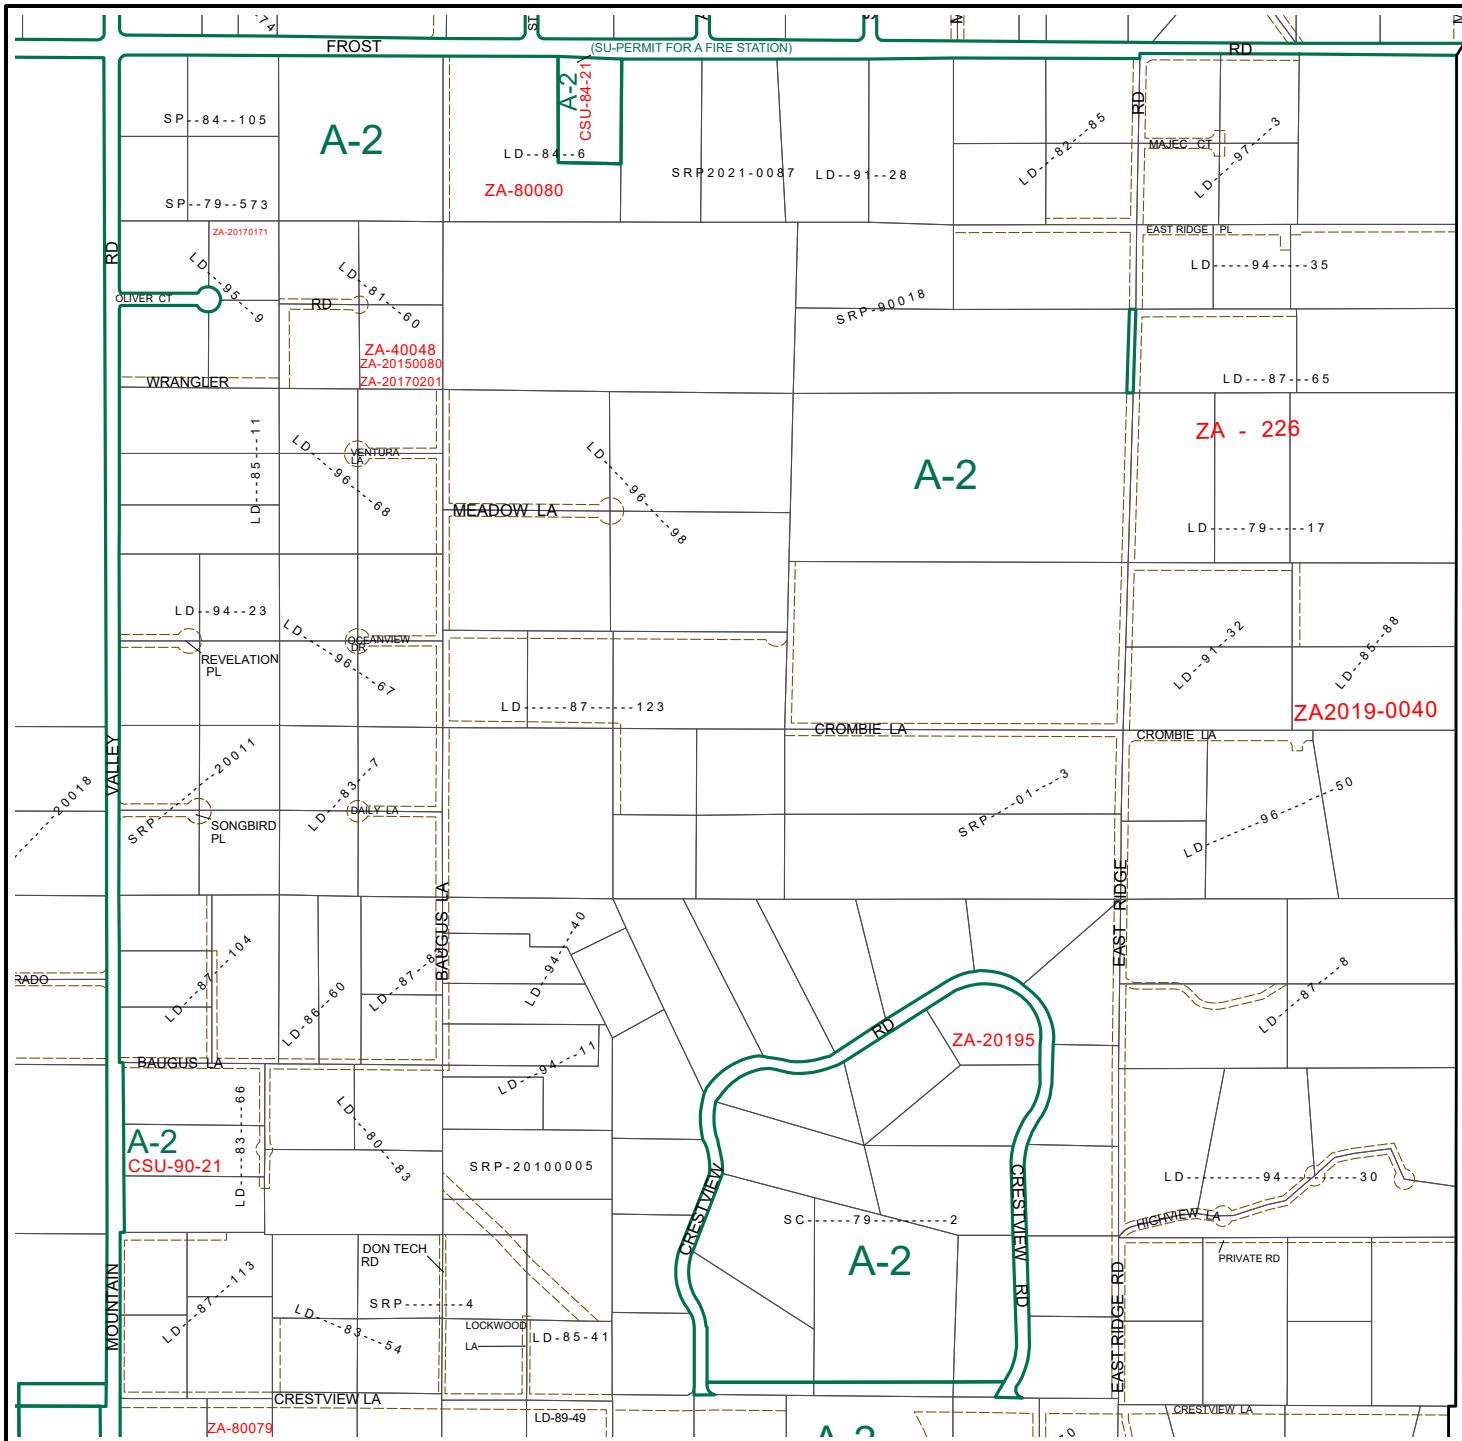 FROST
(SU-PERMIT FOR A FIRE STATION)
RD
A-2
CSU-84-21
SP--84--105
A-2
LD--84--6
ZA-80080
SRP2021-0087
LD--91--28
LD---82---85
RD
MAJEC CT
LD---97---3
SP--79--573
ZA-20170171
EAST RIDGE PL
LD-----94-----35
RD
OLIVER CT
LD---95---9
LD---81---60
RD
SRP-90018
ZA-40048
ZA-20150080
ZA-20170201
WRANGLER
LD---87---65
ZA - 226
LD---85---11
LD----96----68
VENTURA
LA
LD-----96-----98
A-2
MEADOW LA
LD-----79-----17
LD--94--23
LD----96----67
OCEANVIEW
DR
REVELATION
PL
LD---91---32
LD---85---88
LD------87------123
ZA2019-0040
CROMBIE LA
CROMBIE LA
VALLEY
20018
SRP-------20011
LD---83---7
DAILY LA
SONGBIRD
PL
SRP----01---3
LD-------96-------50
BAUGUS LA
EAST RIDGE
RADO
LD---87---104
LD-86--60
LD--87--8
LD--94---40
LD----87--8
RD
ZA-20195
BAUGUS LA
LD---94---11
LD---83---66
LD---80---83
A-2
CSU-90-21
SRP-20100005
CRESTVIEW
CRESTVIEW RD
LD---------94---------30
SC------79---------2
HIGHVIEW LA
PRIVATE RD
DON TECH
RD
A-2
MOUNTAIN
LD---87---113
SRP-------4
LD----83---54
LOCKWOOD
LA
LD-85-41
EAST RIDGE RD
CRESTVIEW LA
CRESTVIEW LA
LD-89-49
ZA-80079
A-2